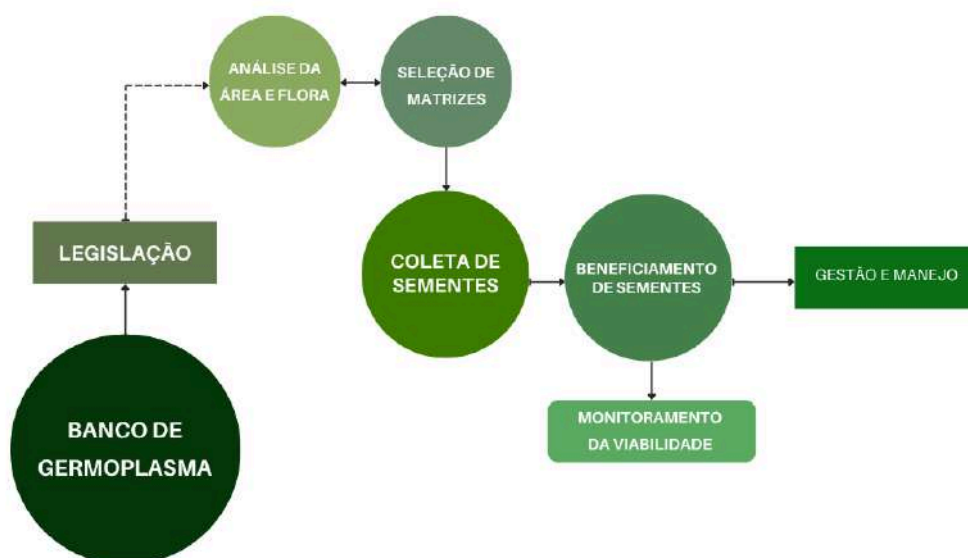 ANÁLISE DA
ÁREA E FLORA
SELEÇÃO DE
MATRIZES
LEGISLAÇÃO
COLETA DE
SEMENTES
BENEFICIAMENTO
DE SEMENTES
GESTÃO E MANEJO
BANCO DE
GERMOPLASMA
MONITORAMENTO
DA VIABILIDADE